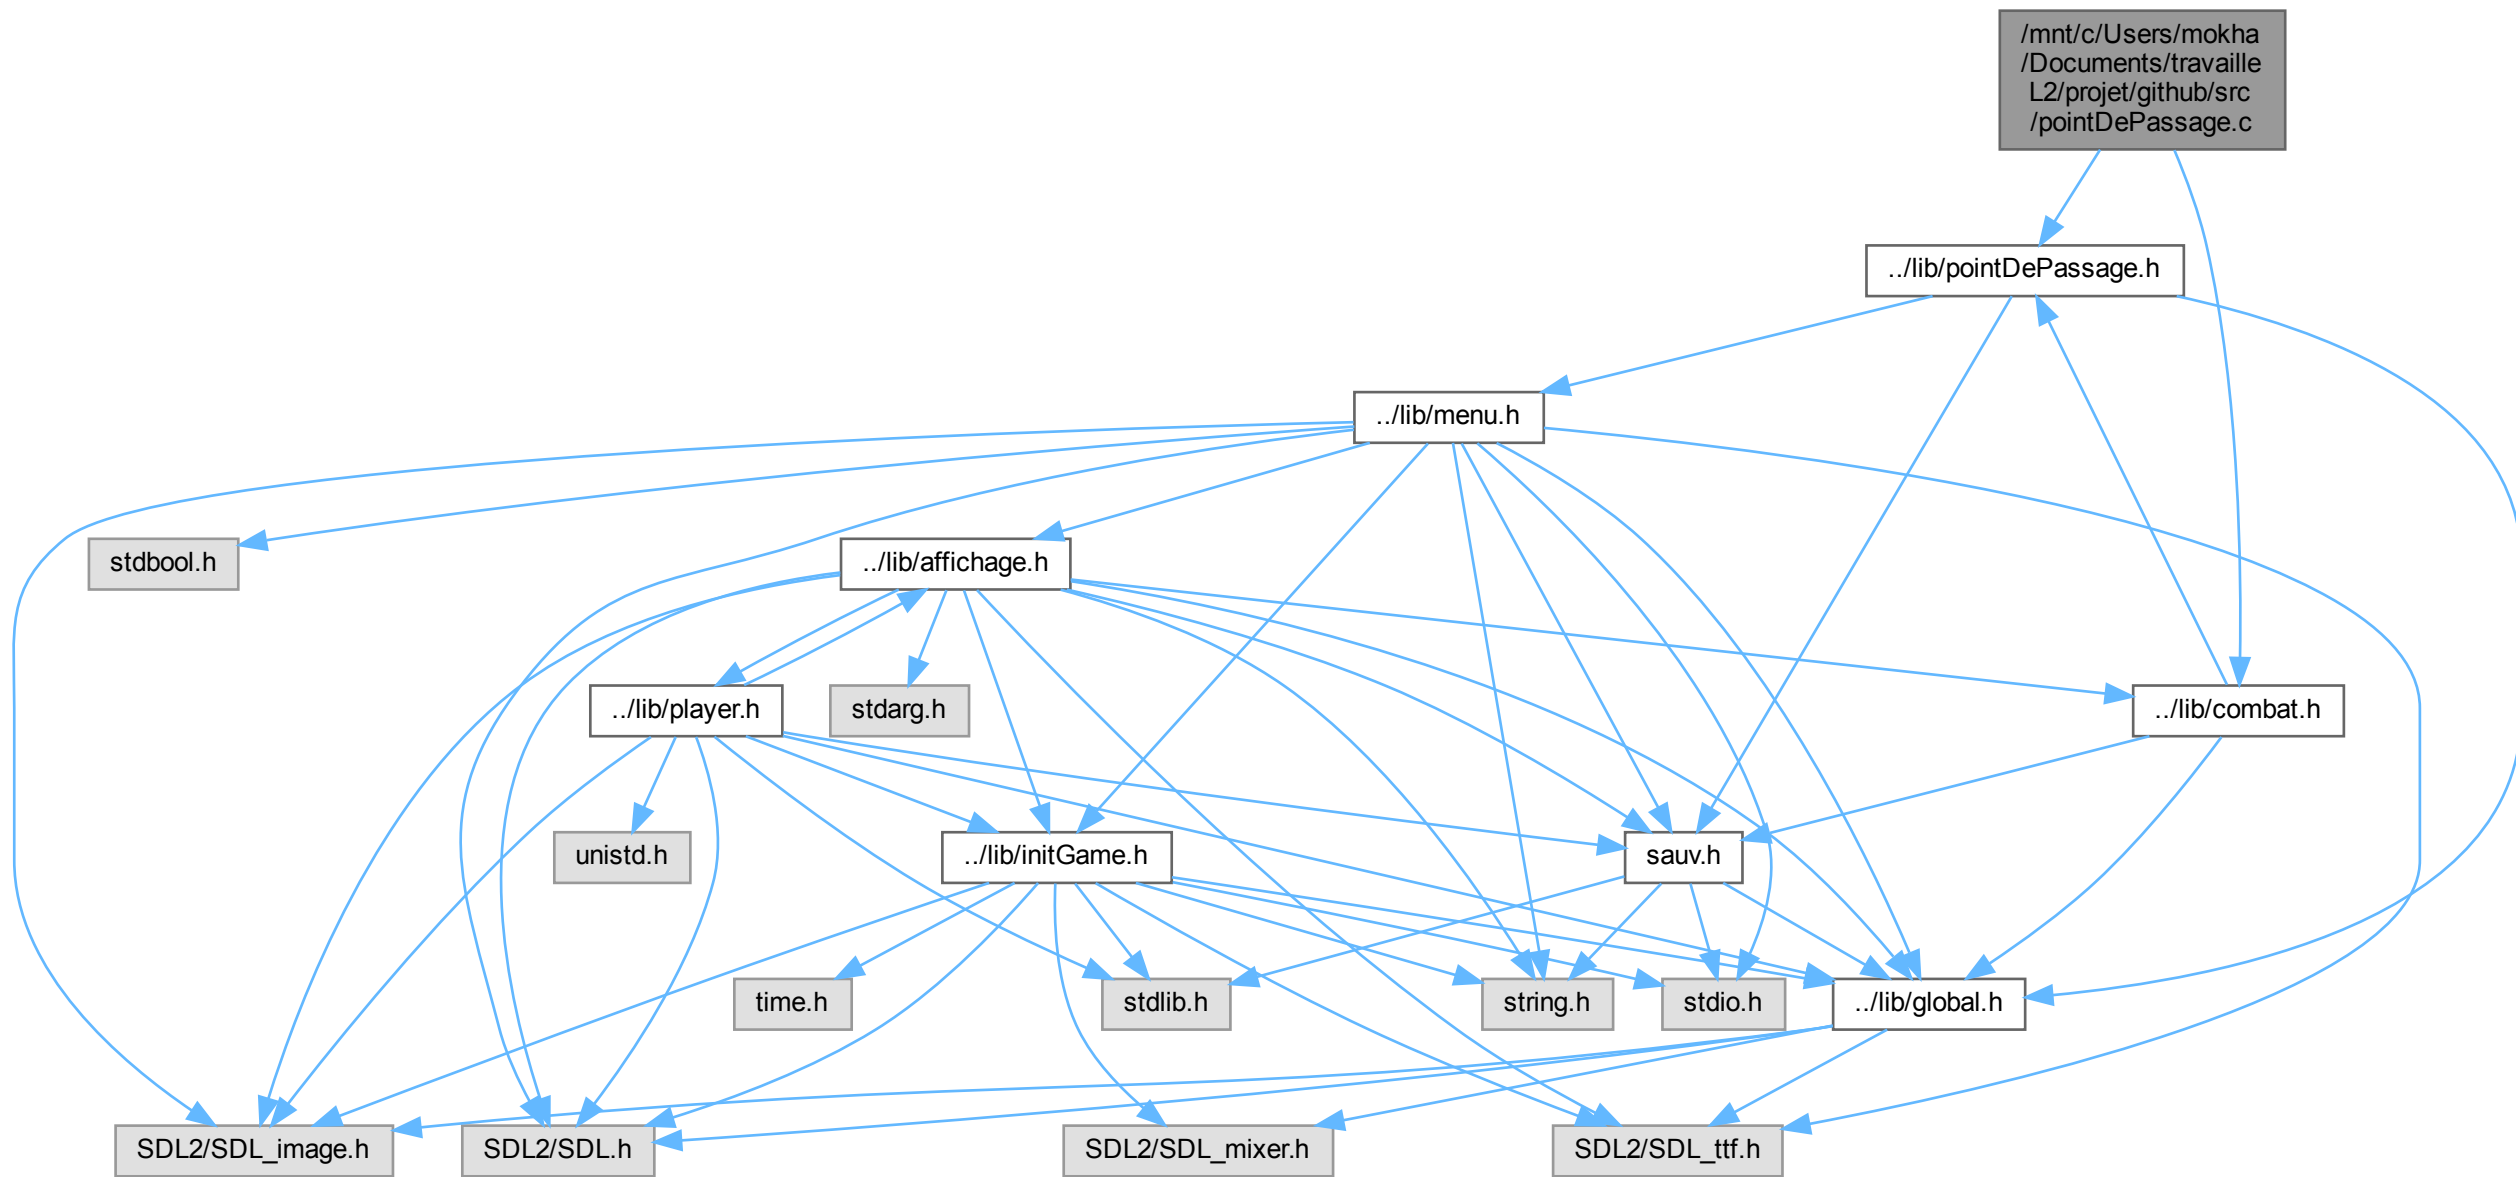 /mnt/c/Users/mokha
/Documents/travaille
L2/projet/github/src
/pointDePassage.c
../lib/pointDePassage.h
../lib/menu.h
stdbool.h
../lib/affichage.h
../lib/player.h
stdarg.h
../lib/combat.h
unistd.h
../lib/initGame.h
sauv.h
time.h
stdlib.h
string.h
stdio.h
../lib/global.h
SDL2/SDL_image.h
SDL2/SDL.h
SDL2/SDL_mixer.h
SDL2/SDL_ttf.h